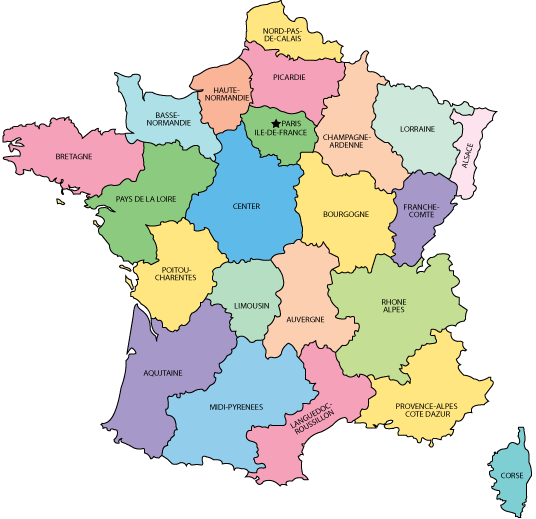 NORD-PAS-
DE-CALAIS
PICARDIE
HAUTE-
NORMANDIE
BASSE-
NORMANDIE
PARIS
ILE-DE-FRANCE
CHAMPAGNE-
ARDENNE
LORRAINE
ALSACE
BRETAGNE
PAYS DE LA LOIRE
CENTER
BOURGOGNE
FRANCHE-
COMTE
POITOU-
CHARENTES
LIMOUSIN
AUVERGNE
RHONE
ALPES
AQUTAINE
MIDI-PYRENEES
LANGUEDOC-
ROUSSILLON
PROVENCE-ALPES
COTE DAZUR
CORSE